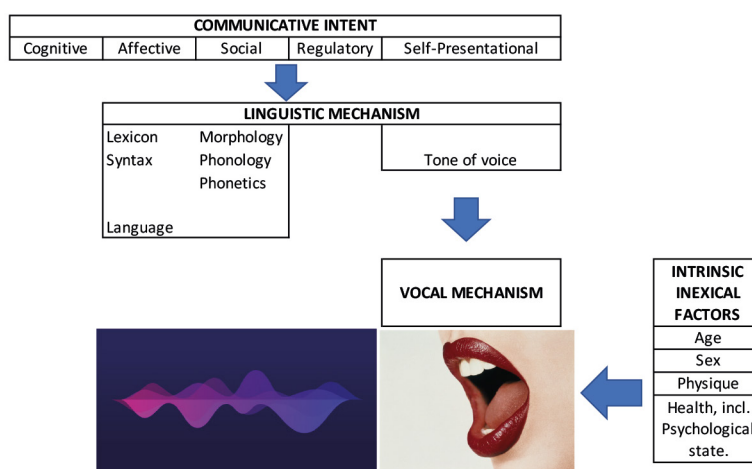 COMMUNICATIVE INTENT
Cognitive Affective Social Regulatory Self-Presentational
LINGUISTIC MECHANISM
Lexicon Morphology
Syntax Phonology Tone of voice
Phonetics
Language
VOCAL MECHANISM
INTRINSIC
INEXICAL
FACTORS
Age
Sex
Physique
Health, incl.
Psychological
state.